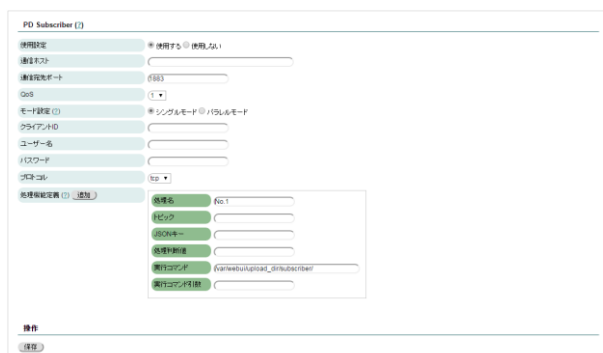 PD Subscriber (?)
使用設定 使用する 使用しない
通信ホスト
通信宛先ポート 1883
QoS 1
モード設定 (?) シングルモード パラレルモード
クライアントID
ユーザー名
パスワード
プロトコル tcp
処理機能定義 (?) 追加
処理名 No.1
トピック
JSONキー
処理判断値
実行コマンド /var/webui/upload_dir/subscriber/
実行コマンド引数
操作
保存